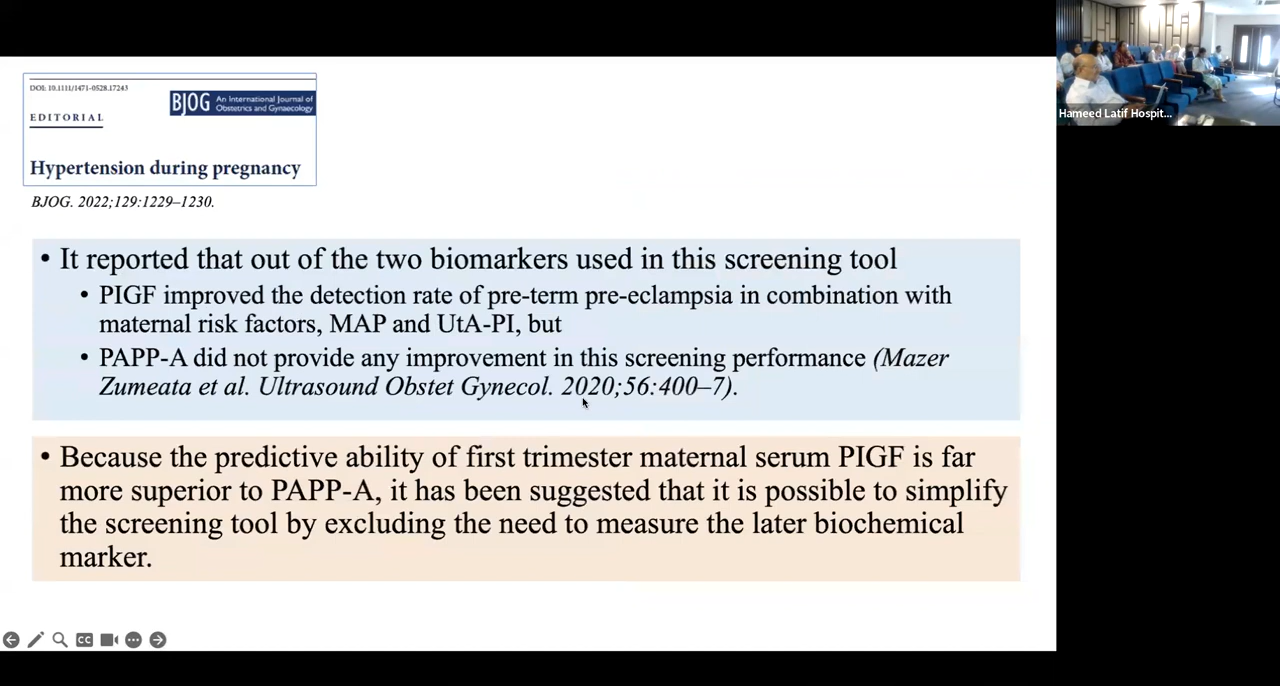 DOI: 10.1111/1471-0528.17243
BJOG An International Journal of
Obstetrics and Gynaecology
EDITORIAL
Hypertension during pregnancy
BJOG. 2022;129:1229–1230.
Hameed Latif Hospit...
• It reported that out of the two biomarkers used in this screening tool
• PIGF improved the detection rate of pre-term pre-eclampsia in combination with
maternal risk factors, MAP and UtA-PI, but
• PAPP-A did not provide any improvement in this screening performance (Mazer
Zumeata et al. Ultrasound Obstet Gynecol. 2020;56:400–7).
• Because the predictive ability of first trimester maternal serum PIGF is far
more superior to PAPP-A, it has been suggested that it is possible to simplify
the screening tool by excluding the need to measure the later biochemical
marker.
CC